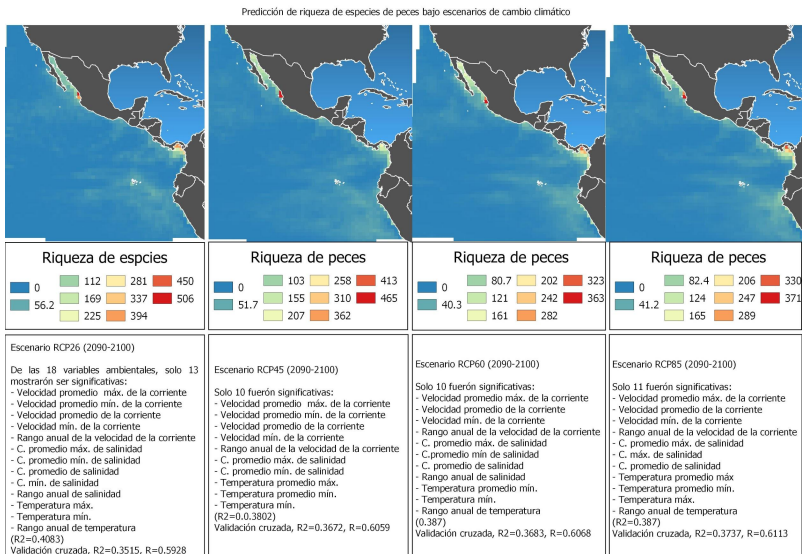 Predicción de riqueza de especies de peces bajo escenarios de cambio climático
Riqueza de espcies
0
56.2
112
169
225
281
337
394
450
506
Riqueza de peces
0
51.7
103
155
207
258
310
362
413
465
Riqueza de peces
0
40.3
80.7
121
161
202
242
282
323
363
Riqueza de peces
0
41.2
82.4
124
165
206
247
289
330
371
Escenario RCP26 (2090-2100)
De las 18 variables ambientales, solo 13
mostrarón ser significativas:
- Velocidad promedio máx. de la corriente
- Velocidad promedio mín. de la corriente
- Velocidad promedio de la corriente
- Velocidad mín. de la corriente
- Rango anual de la velocidad de la corriente
- C. promedio máx. de salinidad
- C. promedio mín. de salinidad
- C. promedio de salinidad
- C. mín. de salinidad
- Rango anual de salinidad
- Temperatura máx.
- Temperatura mín.
- Rango anual de temperatura
(R2=0.4083)
Validación cruzada, R2=0.3515, R=0.5928
Escenario RCP45 (2090-2100)
Solo 10 fuerón significativas:
- Velocidad promedio máx. de la corriente
- Velocidad promedio mín. de la corriente
- Velocidad promedio de la corriente
- Velocidad mín. de la corriente
- Rango anual de la velocidad de la corriente
- C. promedio máx. de salinidad
- C. promedio mín. de salinidad
- Temperatura promedio máx.
- Temperatura promedio mín.
- Temperatura mín.
(R2=0.0.3802)
Validación cruzada, R2=0.3672, R=0.6059
Escenario RCP60 (2090-2100)
Solo 10 fuerón significativas:
- Velocidad promedio máx. de la corriente
- Velocidad promedio de la corriente
- Velocidad mín. de la corriente
- Rango anual de la velocidad de la corriente
- C. promedio máx. de salinidad
- C.promedio mín de salinidad
- C. promedio de salinidad
- Rango anual de salinidad
- Temperatura promedio mín.
- Temperatura mín.
- Rango anual de temperatura
(0.387)
Validación cruzada, R2=0.3683, R=0.6068
Escenario RCP85 (2090-2100)
Solo 11 fuerón significativas:
- Velocidad promedio máx. de la corriente
- Velocidad promedio de la corriente
- Velocidad mín. de la corriente
- Rango anual de la velocidad de la corriente
- C. promedio máx. de salinidad
- C. máx. de salinidad
- C. promedio de salinidad
- Temperatura promedio máx
- Temperatura promedio mín.
- Temperatura máx.
- Rango anual de temperatura
(R2=0.387)
Validación cruzada, R2=0.3737, R=0.6113